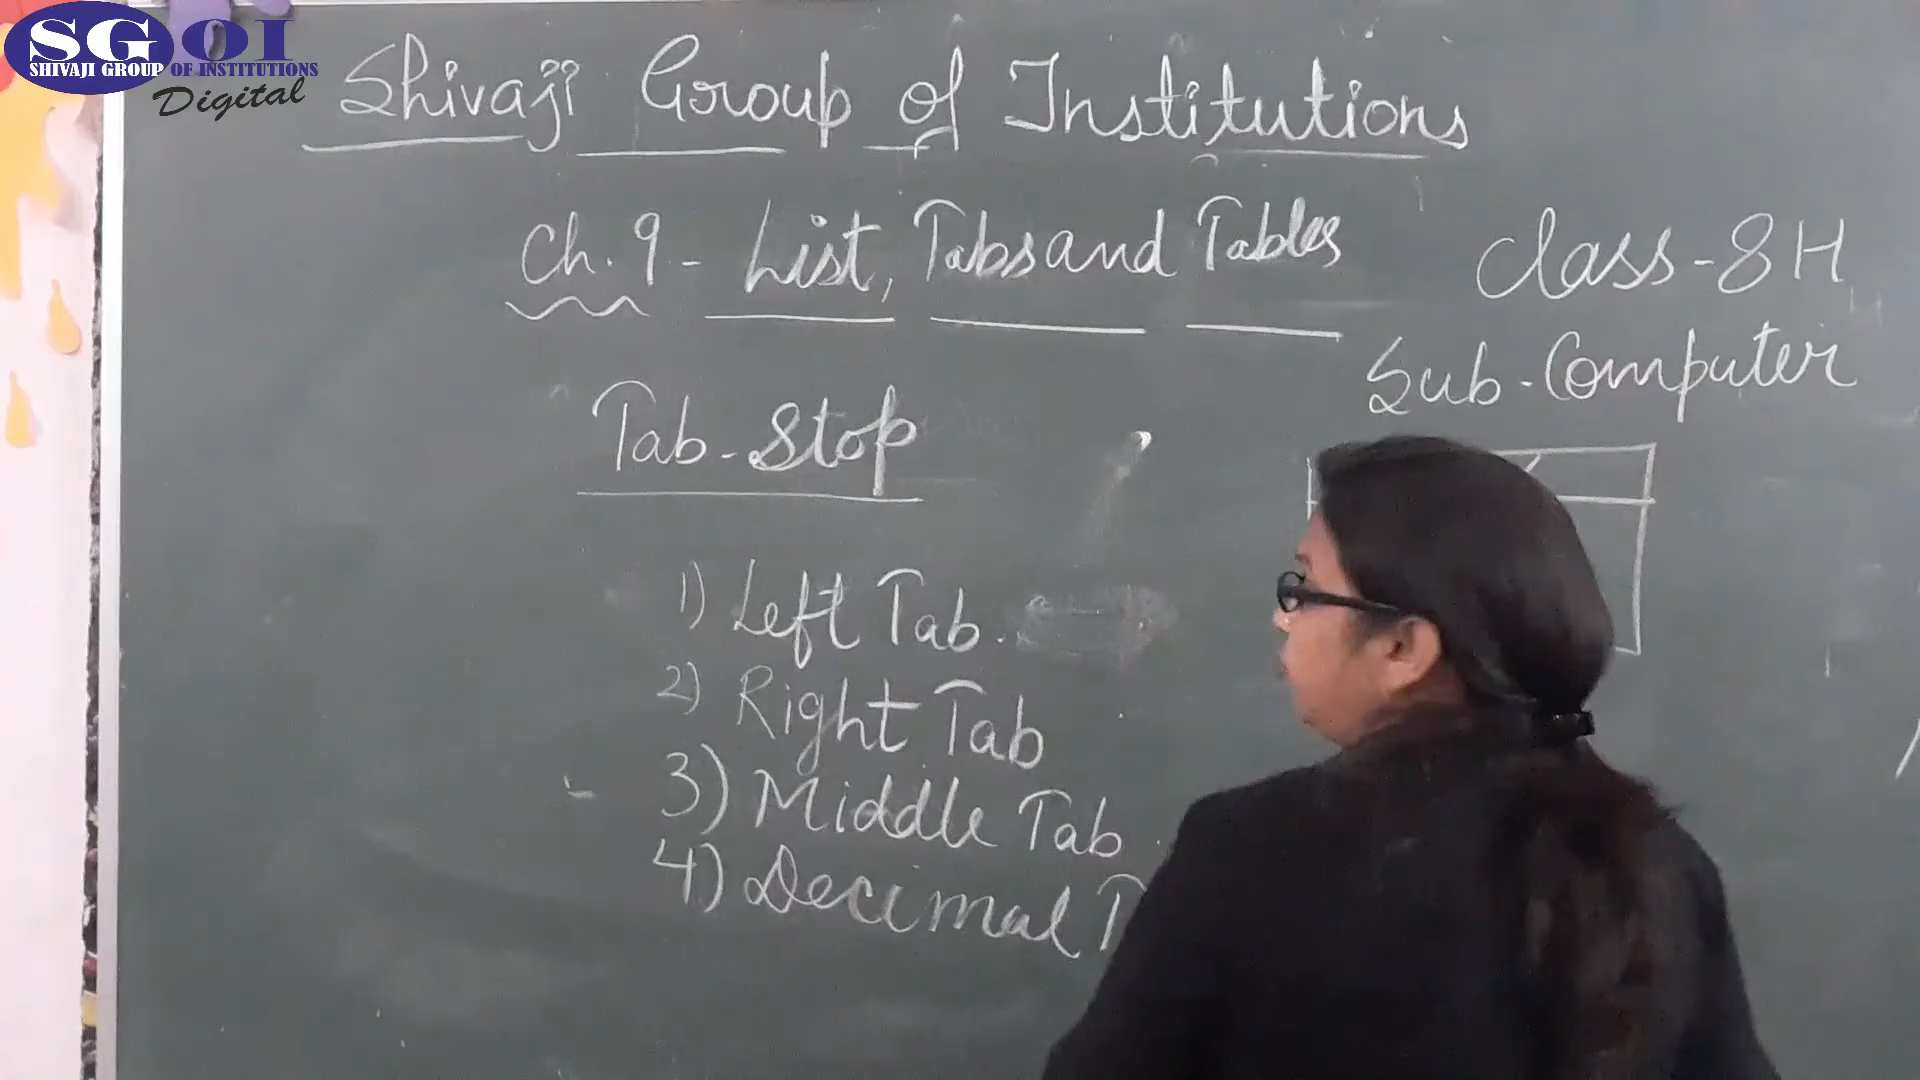 SGOI
SHIVAJI GROUP OF INSTITUTIONS
Digital
Shivaji Group of Institutions
Ch. 9 - List, Tabs and Tables
Class - 8 H
Sub - Computer
Tab - Stop
1) Left Tab.
2) Right Tab
3) Middle Tab
4) Decimal T